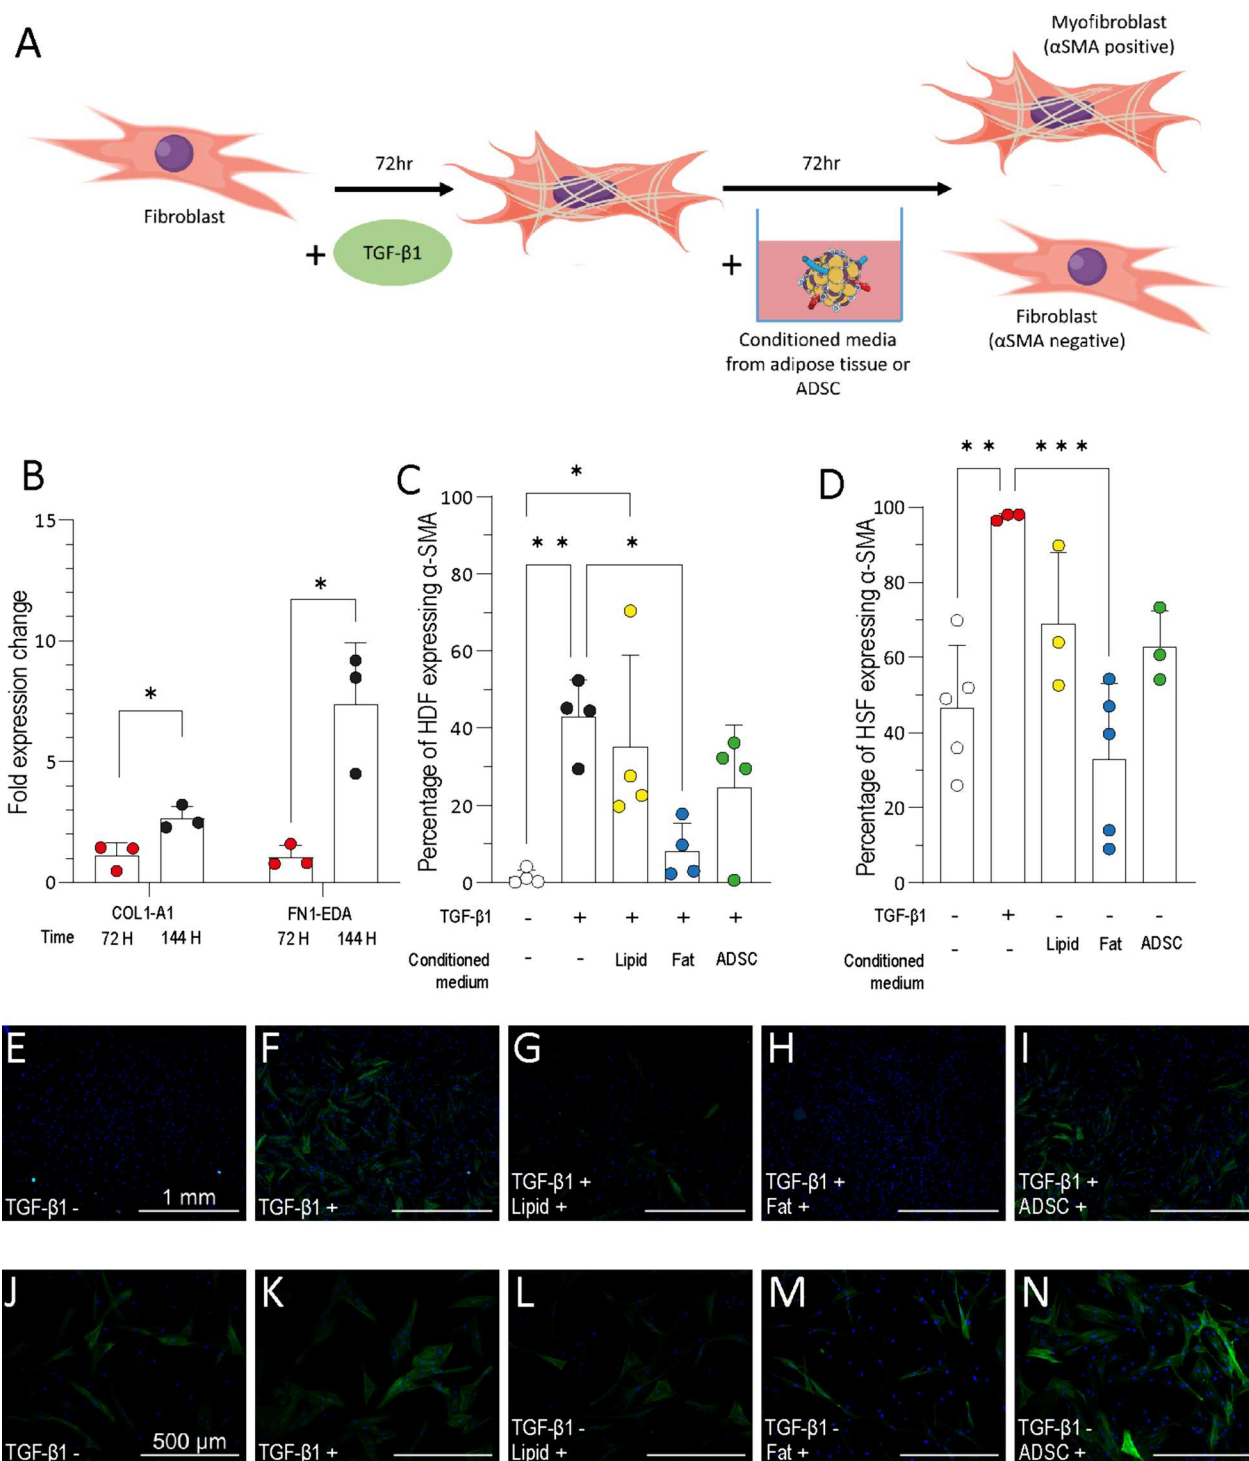 A
Myofibroblast
(αSMA positive)
72hr
72hr
Fibroblast
+
TGF-β1
+
Fibroblast
(αSMA negative)
Conditioned media
from adipose tissue or
ADSC
B
Fold expression change
15
10
5
0
*
*
COL1-A1
FN1-EDA
Time
72 H
144 H
72 H
144 H
C
Percentage of HDF expressing α-SMA
100
80
60
40
20
0
*
* *
*
TGF-β1
- + + + +
Conditioned
medium
- - Lipid Fat ADSC
D
Percentage of HSF expressing α-SMA
100
80
60
40
20
0
* *
* * *
TGF-β1
- + - - -
Conditioned
medium
- - Lipid Fat ADSC
E
TGF-β1 -
1 mm
F
TGF-β1 +
G
TGF-β1 +
Lipid +
H
TGF-β1 +
Fat +
I
TGF-β1 +
ADSC +
J
TGF-β1 -
500 µm
K
TGF-β1 +
L
TGF-β1 -
Lipid +
M
TGF-β1 -
Fat +
N
TGF-β1 -
ADSC +